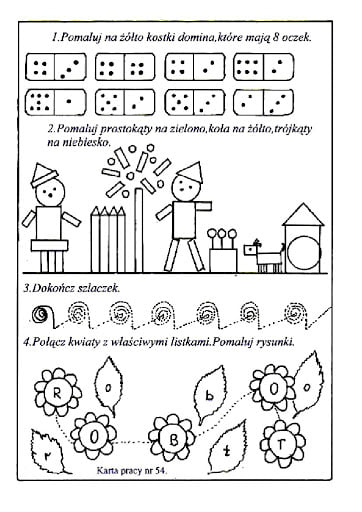 1.Pomaluj na żółto kostki domina,które mają 8 oczek.
2.Pomaluj prostokąty na zielono,koła na żółto,trójkąty
na niebiesko.
3.Dokończ szlaczek.
4.Połącz kwiaty z właściwymi listkami.Pomaluj rysunki.
R o b O o
r O B ł T
Karta pracy nr 54.